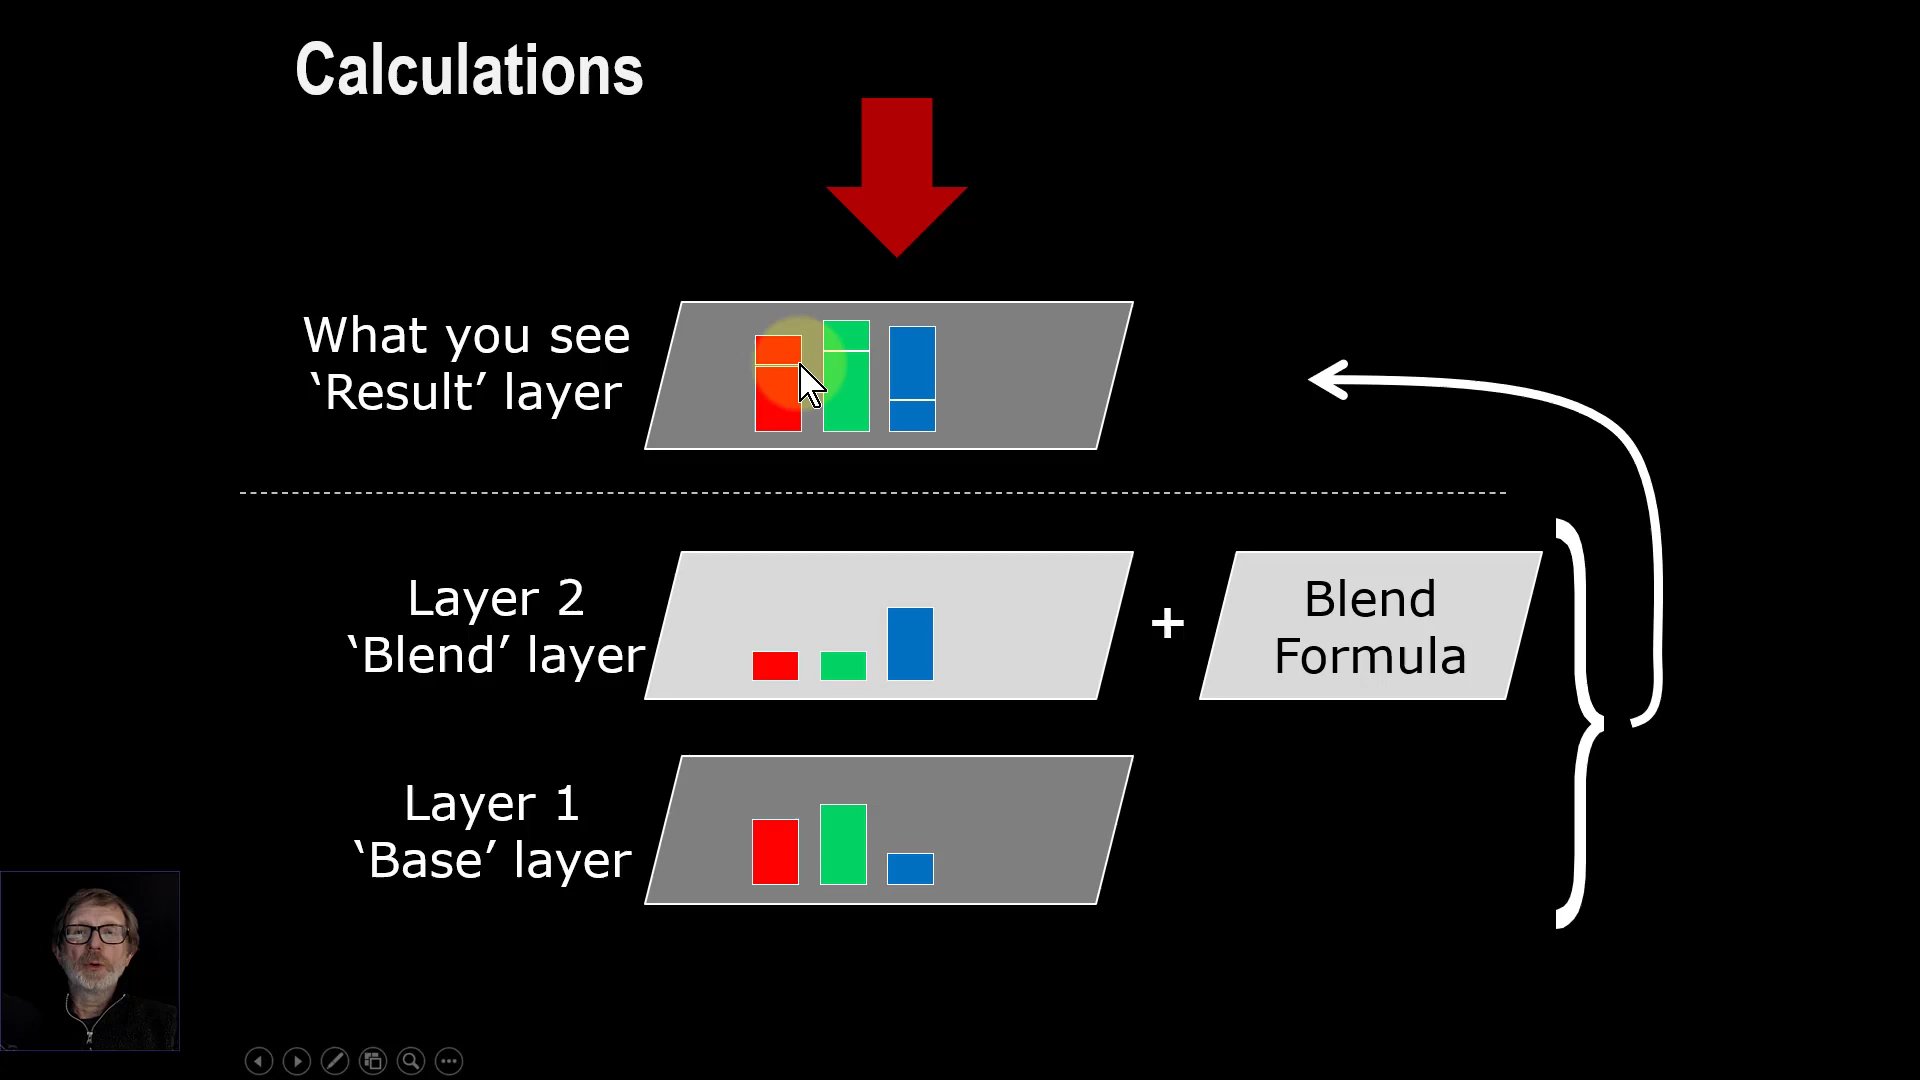 Calculations
What you see
‘Result’ layer
Layer 2
‘Blend’ layer
+
Blend
Formula
Layer 1
‘Base’ layer